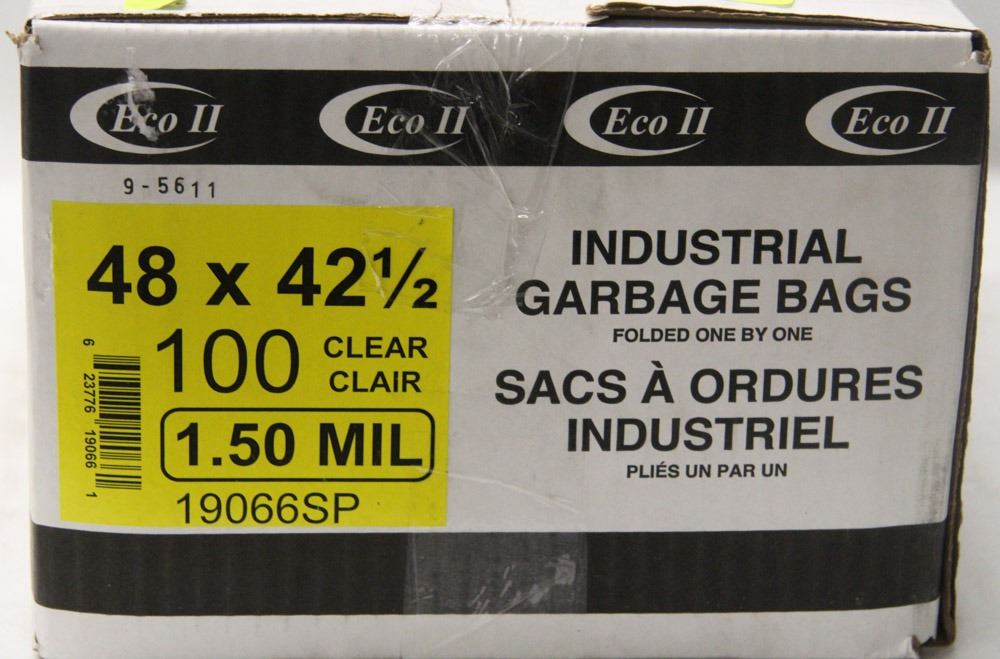 Eco II Eco II Eco II Eco II
9-5611
48 x 42½
100 CLEAR
CLAIR
1.50 MIL
19066SP
6 23776 19066 1
INDUSTRIAL
GARBAGE BAGS
FOLDED ONE BY ONE
SACS À ORDURES
INDUSTRIEL
PLIÉS UN PAR UN